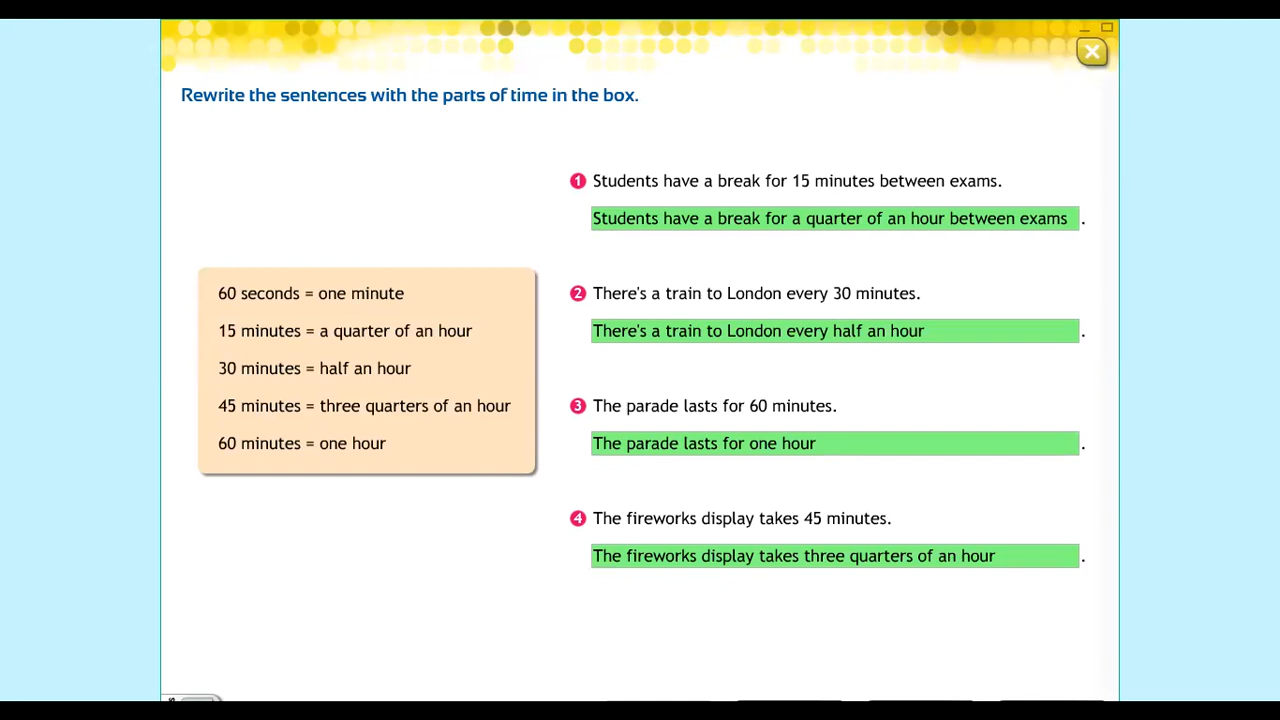 Rewrite the sentences with the parts of time in the box.
60 seconds = one minute
15 minutes = a quarter of an hour
30 minutes = half an hour
45 minutes = three quarters of an hour
60 minutes = one hour
1 Students have a break for 15 minutes between exams.
Students have a break for a quarter of an hour between exams .
2 There's a train to London every 30 minutes.
There's a train to London every half an hour .
3 The parade lasts for 60 minutes.
The parade lasts for one hour .
4 The fireworks display takes 45 minutes.
The fireworks display takes three quarters of an hour .